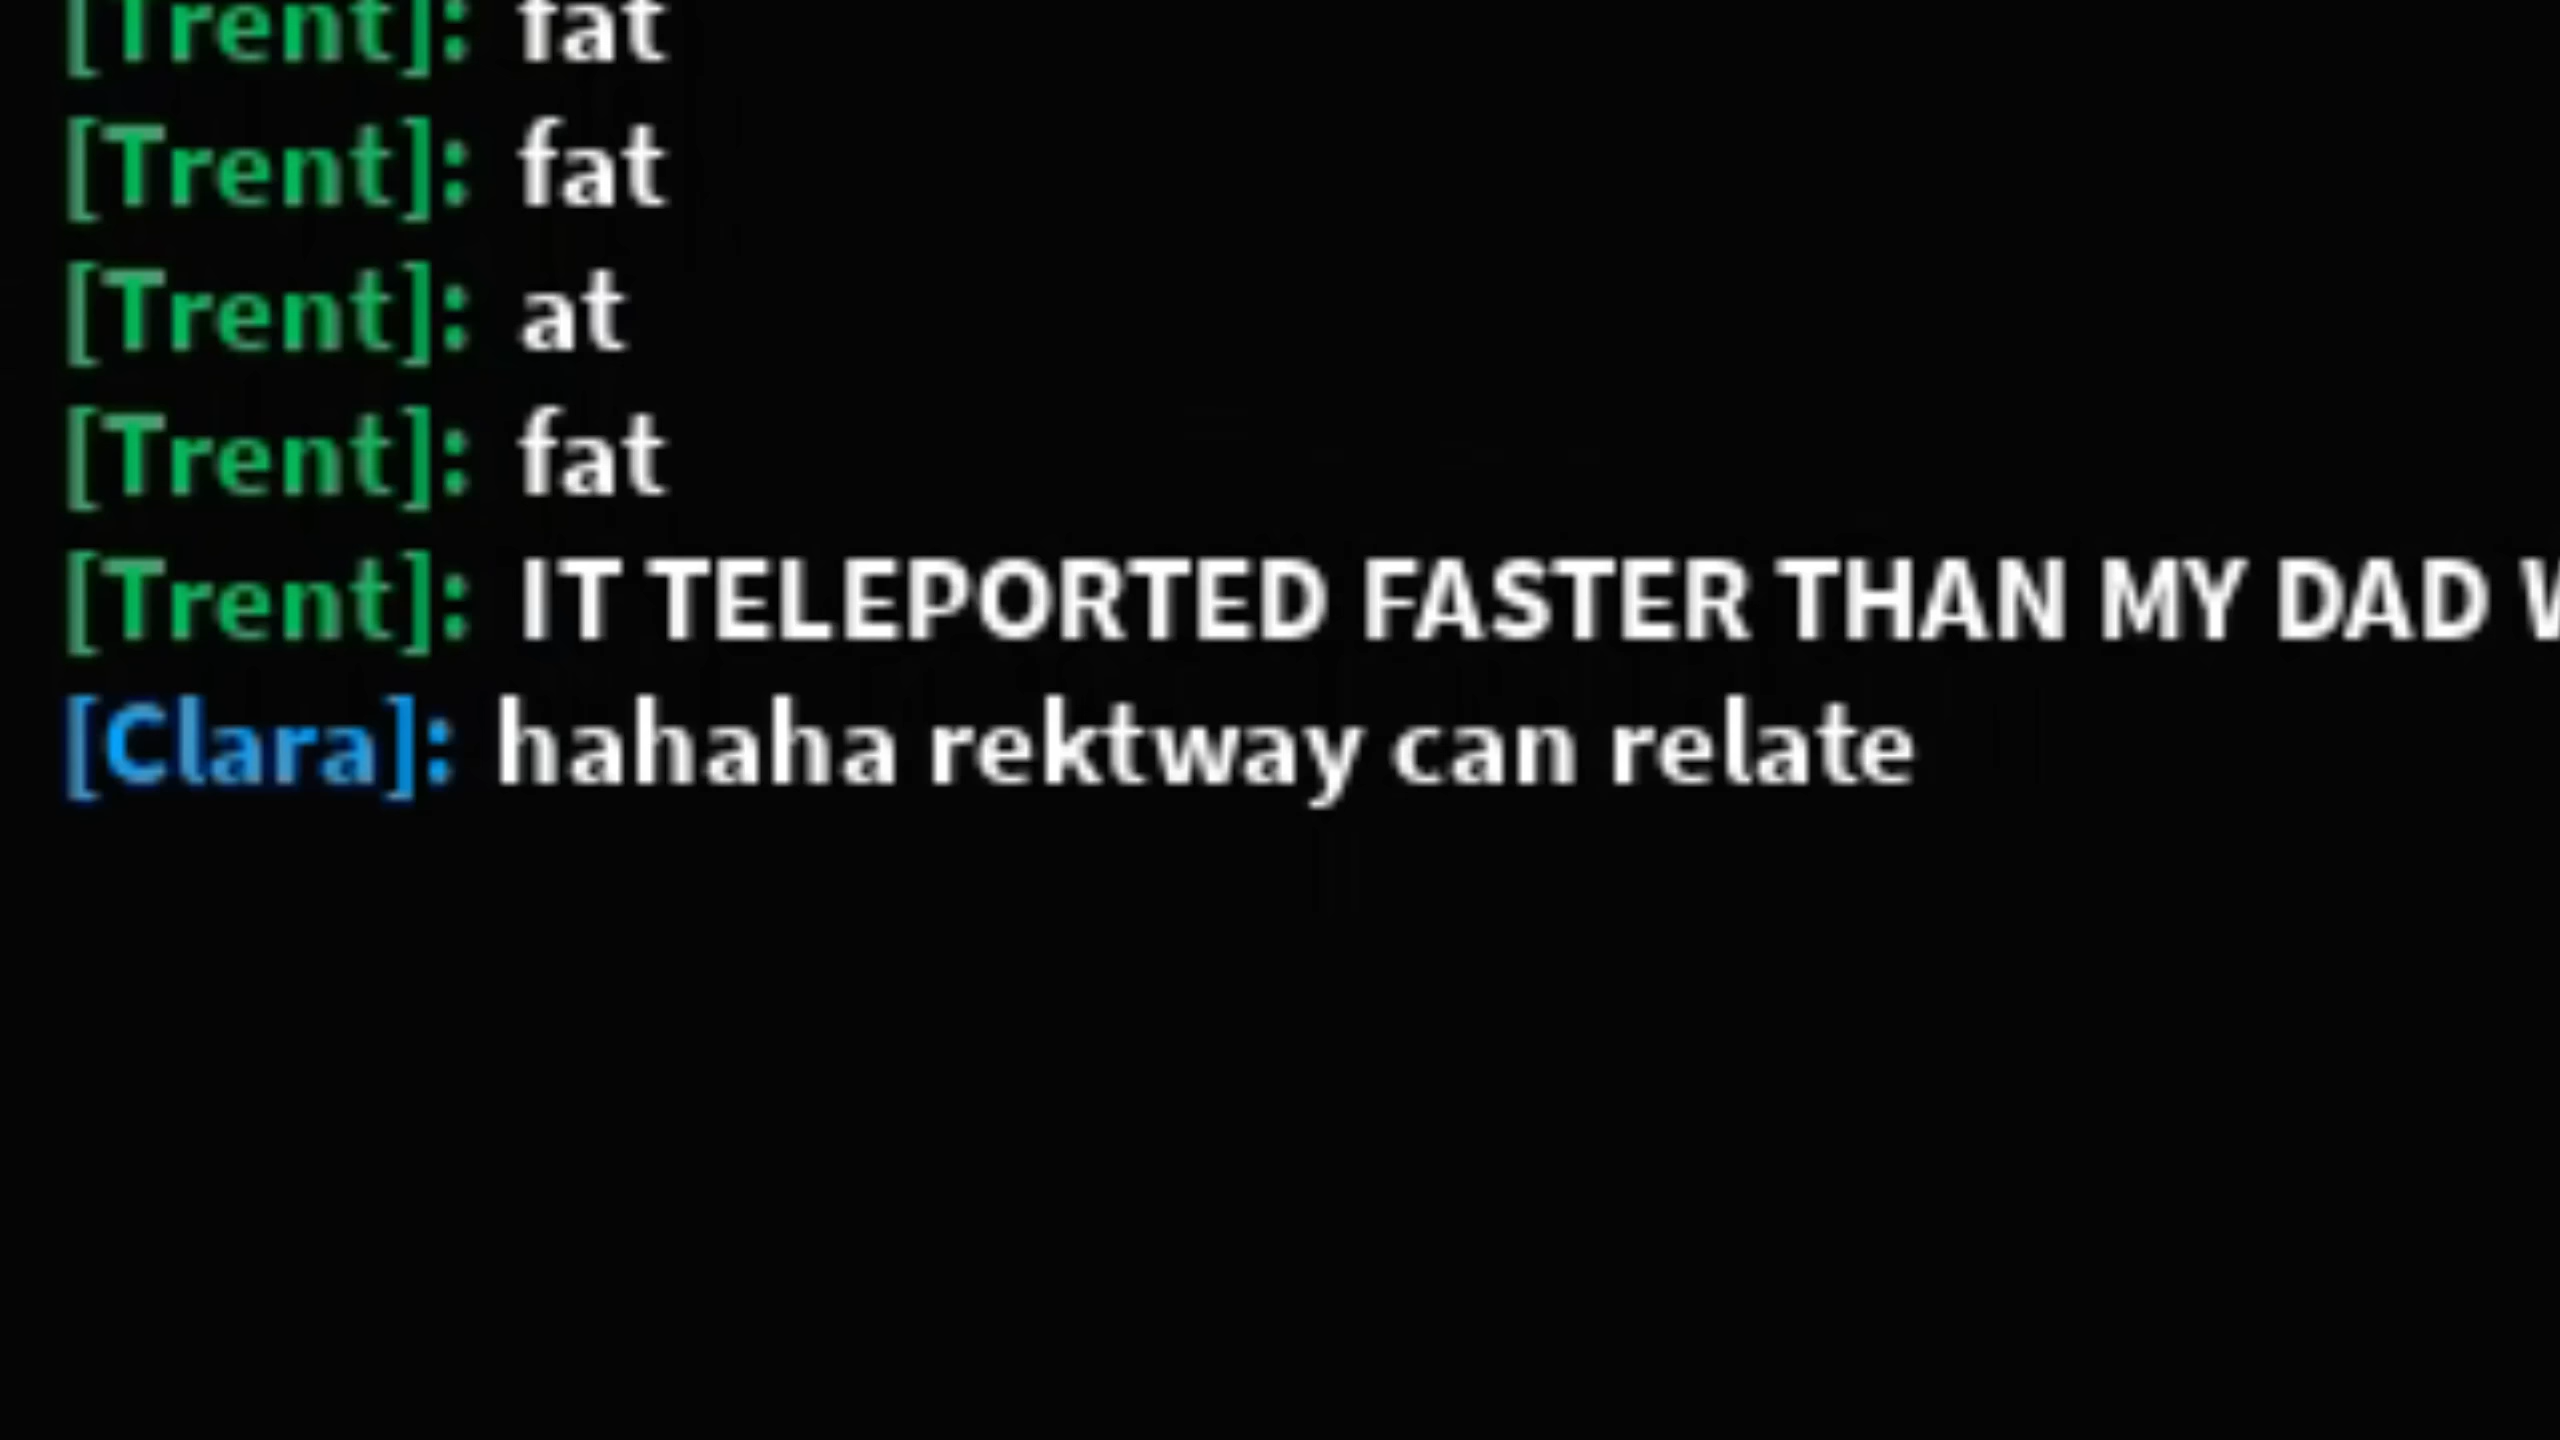 [Trent]: fat
[Trent]: fat
[Trent]: at
[Trent]: fat
[Trent]: IT TELEPORTED FASTER THAN MY DAD
[Clara]: hahaha rektway can relate